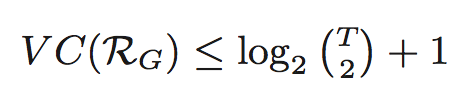 $VC(\mathcal{R}_G) \leq \log_2 \binom{T}{2} + 1$